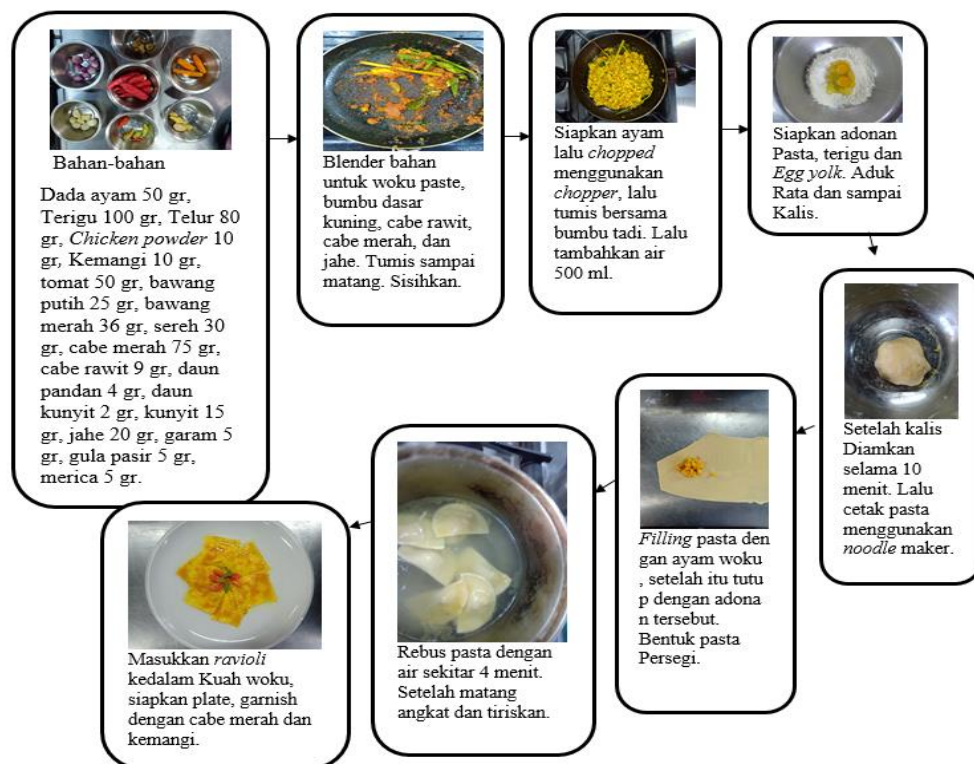 Bahan-bahan
Dada ayam 50 gr,
Terigu 100 gr, Telur 80
gr, Chicken powder 10
gr, Kemangi 10 gr,
tomat 50 gr, bawang
putih 25 gr, bawang
merah 36 gr, sereh 30
gr, cabe merah 75 gr,
cabe rawit 9 gr, daun
pandan 4 gr, daun
kunyit 2 gr, kunyit 15
gr, jahe 20 gr, garam 5
gr, gula pasir 5 gr,
merica 5 gr.
Blender bahan
untuk woku paste,
bumbu dasar
kuning, cabe rawit,
cabe merah, dan
jahe. Tumis sampai
matang. Sisihkan.
Siapkan ayam
lalu chopped
menggunakan
chopper, lalu
tumis bersama
bumbu tadi. Lalu
tambahkan air
500 ml.
Siapkan adonan
Pasta, terigu dan
Egg yolk. Aduk
Rata dan sampai
Kalis.
Setelah kalis
Diamkan
selama 10
menit. Lalu
cetak pasta
menggunakan
noodle maker.
Filling pasta den
gan ayam woku
, setelah itu tutu
p dengan adona
n tersebut.
Bentuk pasta
Persegi.
Rebus pasta dengan
air sekitar 4 menit.
Setelah matang
angkat dan tiriskan.
Masukkan ravioli
kedalam Kuah woku,
siapkan plate, garnish
dengan cabe merah dan
kemangi.